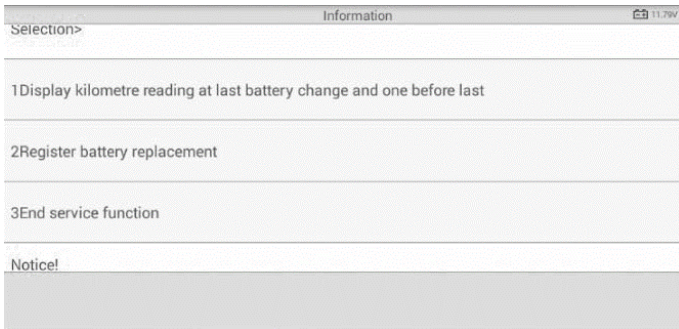 Information
11.79V
Selection>
1Display kilometre reading at last battery change and one before last
2Register battery replacement
3End service function
Notice!